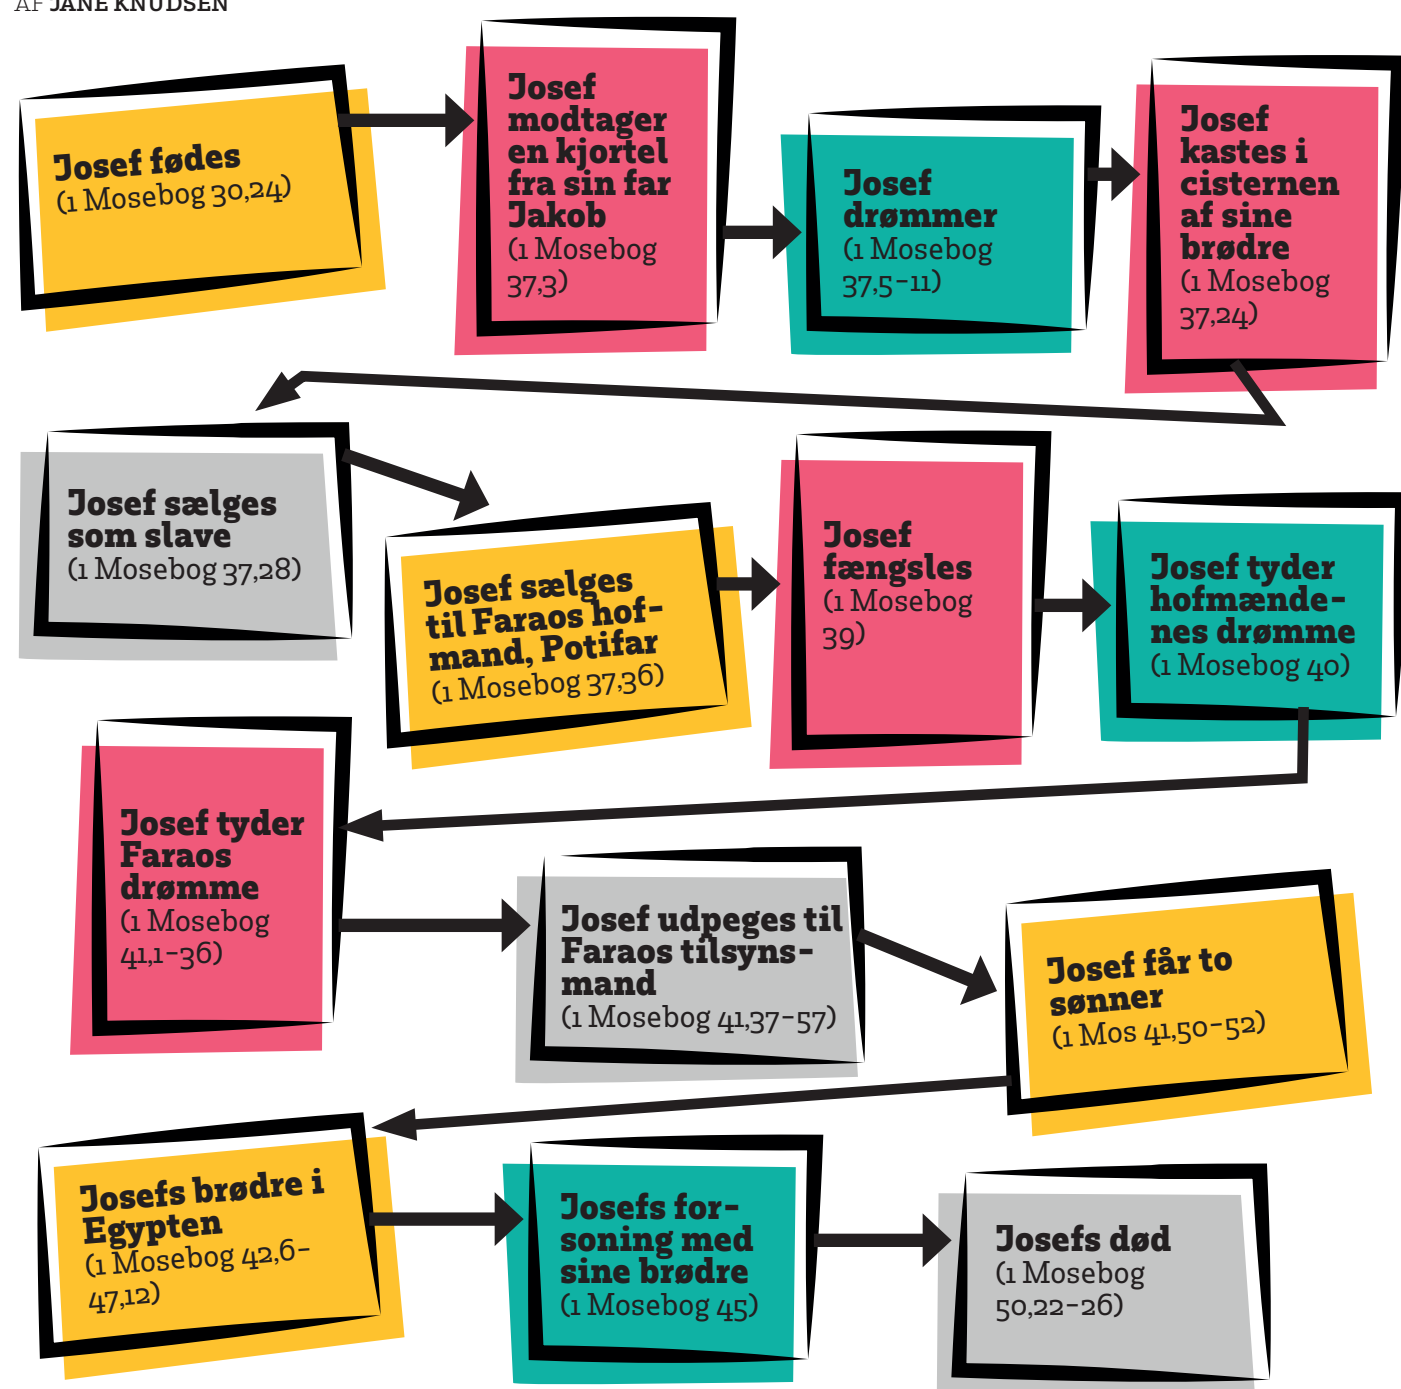 AF JANE KNUDSEN
Josef fødes
(1 Mosebog 30,24)
Josef
modtager
en kjortel
fra sin far
Jakob
(1 Mosebog
37,3)
Josef
drømmer
(1 Mosebog
37,5-11)
Josef
kastes i
cisternen
af sine
brødre
(1 Mosebog
37,24)
Josef sælges
som slave
(1 Mosebog 37,28)
Josef sælges
til Faraos hof-
mand, Potifar
(1 Mosebog 37,36)
Josef
fængsles
(1 Mosebog
39)
Josef tyder
hofmænde-
nes drømme
(1 Mosebog 40)
Josef tyder
Faraos
drømme
(1 Mosebog
41,1-36)
Josef udpeges til
Faraos tilsyns-
mand
(1 Mosebog 41,37-57)
Josef får to
sønner
(1 Mos 41,50-52)
Josefs brødre i
Egypten
(1 Mosebog 42,6-
47,12)
Josefs for-
soning med
sine brødre
(1 Mosebog 45)
Josefs død
(1 Mosebog
50,22-26)